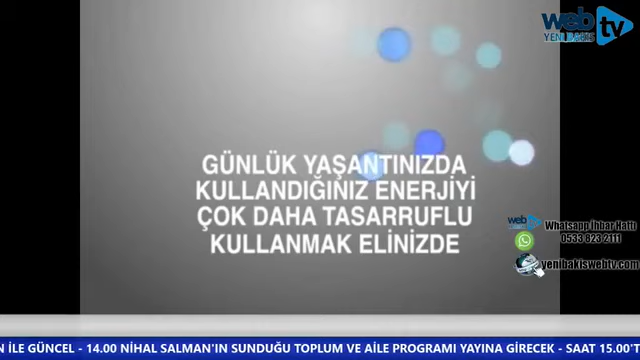 web tv
YENİ BAKIŞ
GÜNLÜK YAŞANTINIZDA
KULLANDIĞINIZ ENERJİYİ
ÇOK DAHA TASARRUFLU
KULLANMAK ELİNİZDE
web
Whatsapp İhbar Hattı
0533 823 2111
yenibakiswebtv.com
N İLE GÜNCEL - 14.00 NİHAL SALMAN'IN SUNDUĞU TOPLUM VE AİLE PROGRAMI YAYINA GİRECEK - SAAT 15.00'T